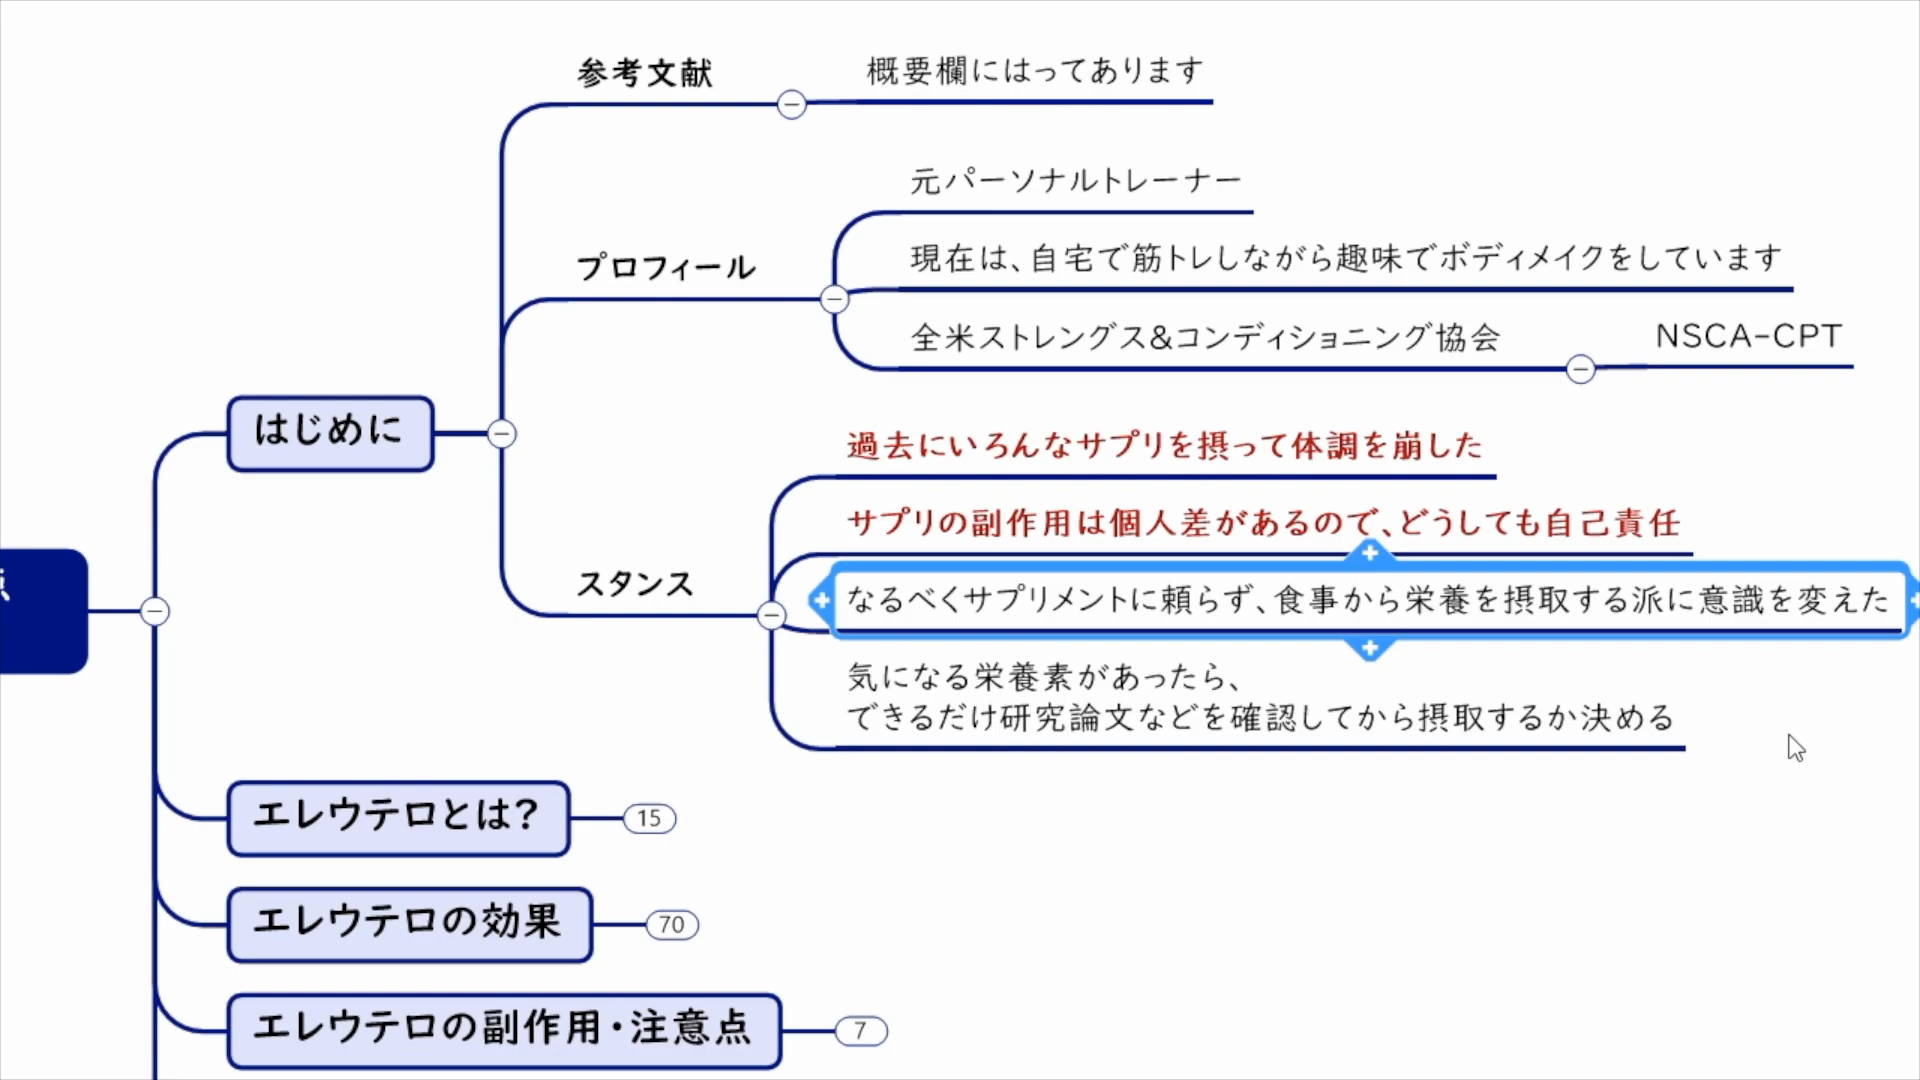 参考文献
概要欄にはってあります
プロフィール
元パーソナルトレーナー
現在は、自宅で筋トレしながら趣味でボディメイクをしています
全米ストレングス&コンディショニング協会
NSCA-CPT
はじめに
スタンス
過去にいろんなサプリを摂って体調を崩した
サプリの副作用は個人差があるので、どうしても自己責任
なるべくサプリメントに頼らず、食事から栄養を摂取する派に意識を変えた
気になる栄養素があったら、
できるだけ研究論文などを確認してから摂取するか決める
エレウテロとは?
15
エレウテロの効果
70
エレウテロの副作用・注意点
7